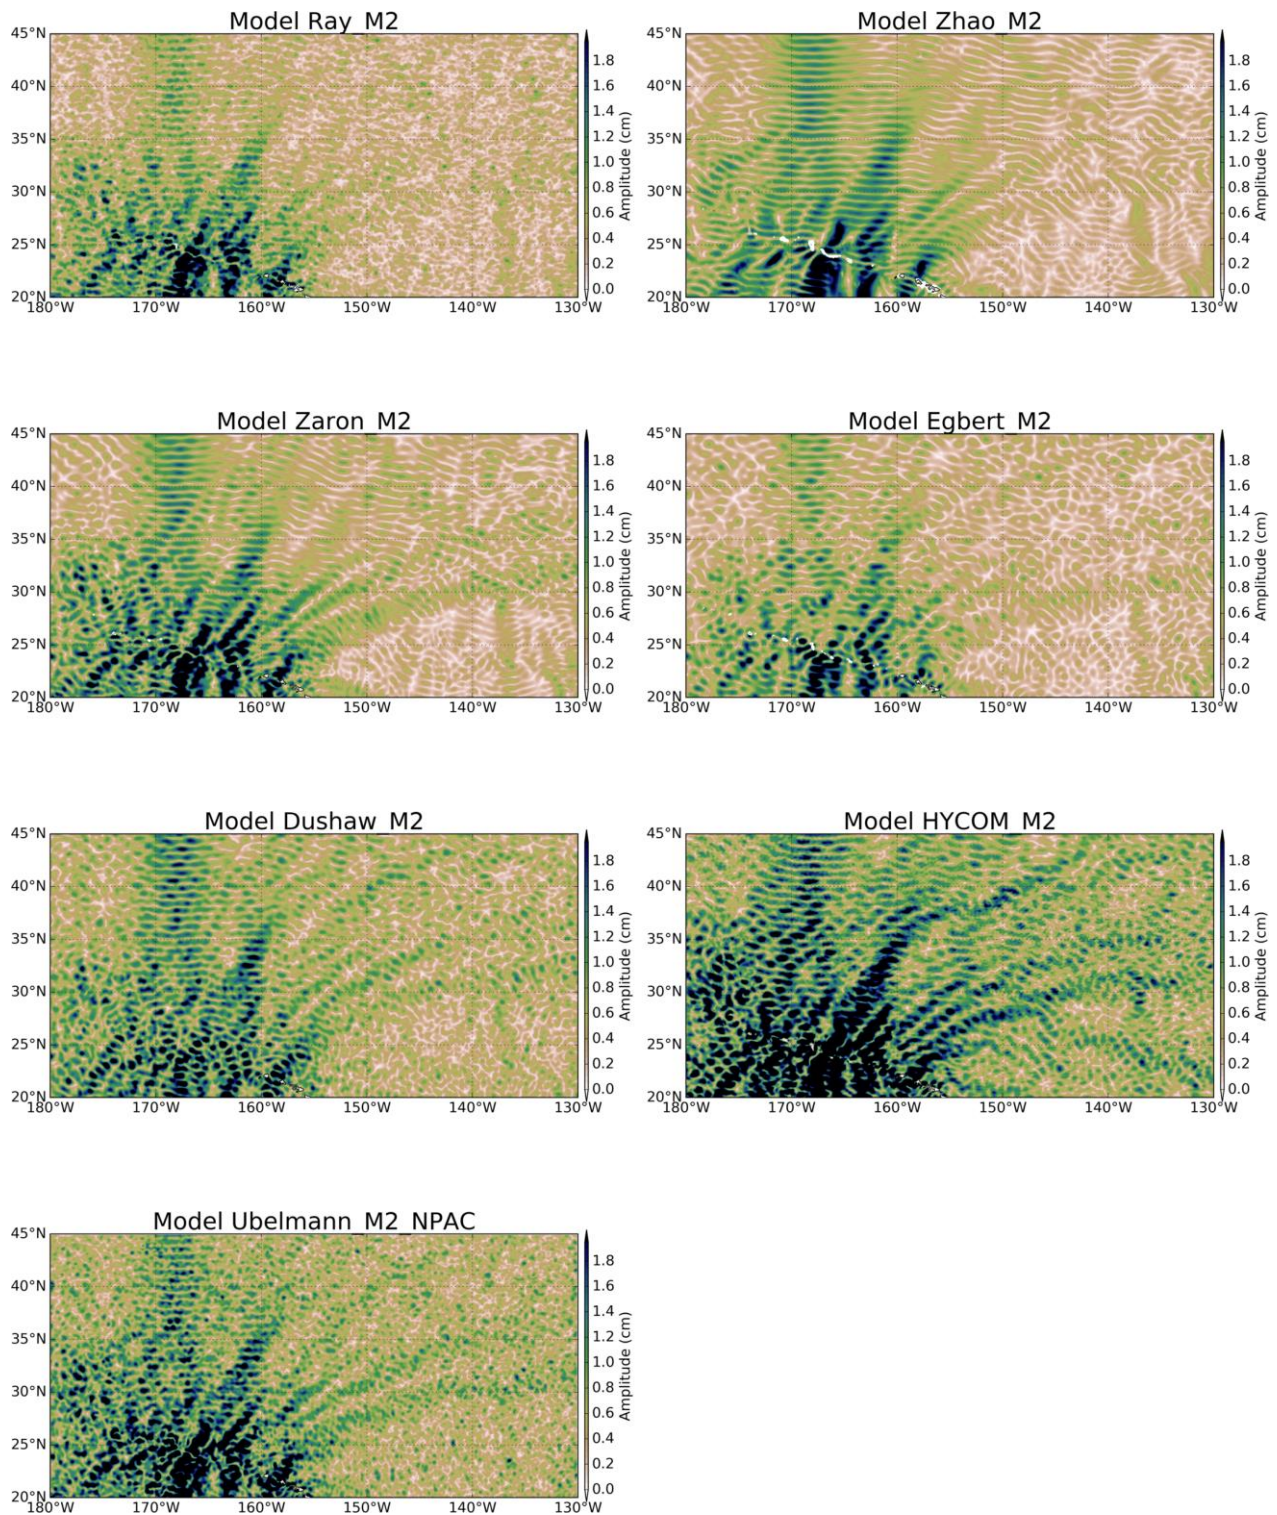 Model Ray_M2
45°N
40°N
35°N
30°N
25°N
20°N
180°W
170°W
160°W
150°W
140°W
130°W
1.8
1.6
1.4
1.2
1.0
0.8
0.6
0.4
0.2
0.0
Amplitude (cm)
Model Zhao_M2
45°N
40°N
35°N
30°N
25°N
20°N
180°W
170°W
160°W
150°W
140°W
130°W
1.8
1.6
1.4
1.2
1.0
0.8
0.6
0.4
0.2
0.0
Amplitude (cm)
Model Zaron_M2
45°N
40°N
35°N
30°N
25°N
20°N
180°W
170°W
160°W
150°W
140°W
130°W
1.8
1.6
1.4
1.2
1.0
0.8
0.6
0.4
0.2
0.0
Amplitude (cm)
Model Egbert_M2
45°N
40°N
35°N
30°N
25°N
20°N
180°W
170°W
160°W
150°W
140°W
130°W
1.8
1.6
1.4
1.2
1.0
0.8
0.6
0.4
0.2
0.0
Amplitude (cm)
Model Dushaw_M2
45°N
40°N
35°N
30°N
25°N
20°N
180°W
170°W
160°W
150°W
140°W
130°W
1.8
1.6
1.4
1.2
1.0
0.8
0.6
0.4
0.2
0.0
Amplitude (cm)
Model HYCOM_M2
45°N
40°N
35°N
30°N
25°N
20°N
180°W
170°W
160°W
150°W
140°W
130°W
1.8
1.6
1.4
1.2
1.0
0.8
0.6
0.4
0.2
0.0
Amplitude (cm)
Model Ubelmann_M2_NPAC
45°N
40°N
35°N
30°N
25°N
20°N
180°W
170°W
160°W
150°W
140°W
130°W
1.8
1.6
1.4
1.2
1.0
0.8
0.6
0.4
0.2
0.0
Amplitude (cm)